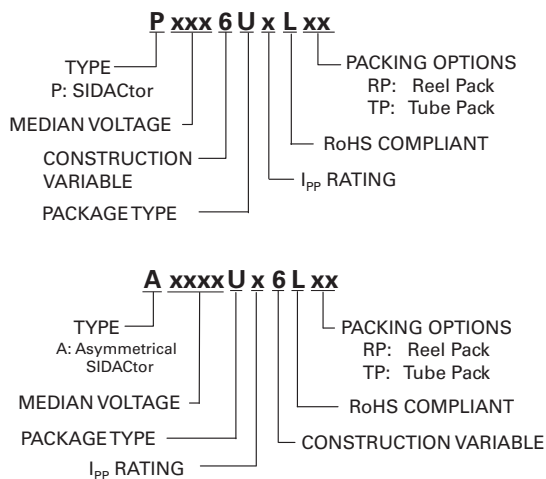 P xxx 6 U x L xx
TYPE
P: SIDACtor
MEDIAN VOLTAGE
CONSTRUCTION
VARIABLE
PACKAGE TYPE
PACKING OPTIONS
RP: Reel Pack
TP: Tube Pack
RoHS COMPLIANT
IPP RATING
A xxxx U x 6 L xx
TYPE
A: Asymmetrical
SIDACtor
MEDIAN VOLTAGE
PACKAGE TYPE
IPP RATING
PACKING OPTIONS
RP: Reel Pack
TP: Tube Pack
RoHS COMPLIANT
CONSTRUCTION VARIABLE